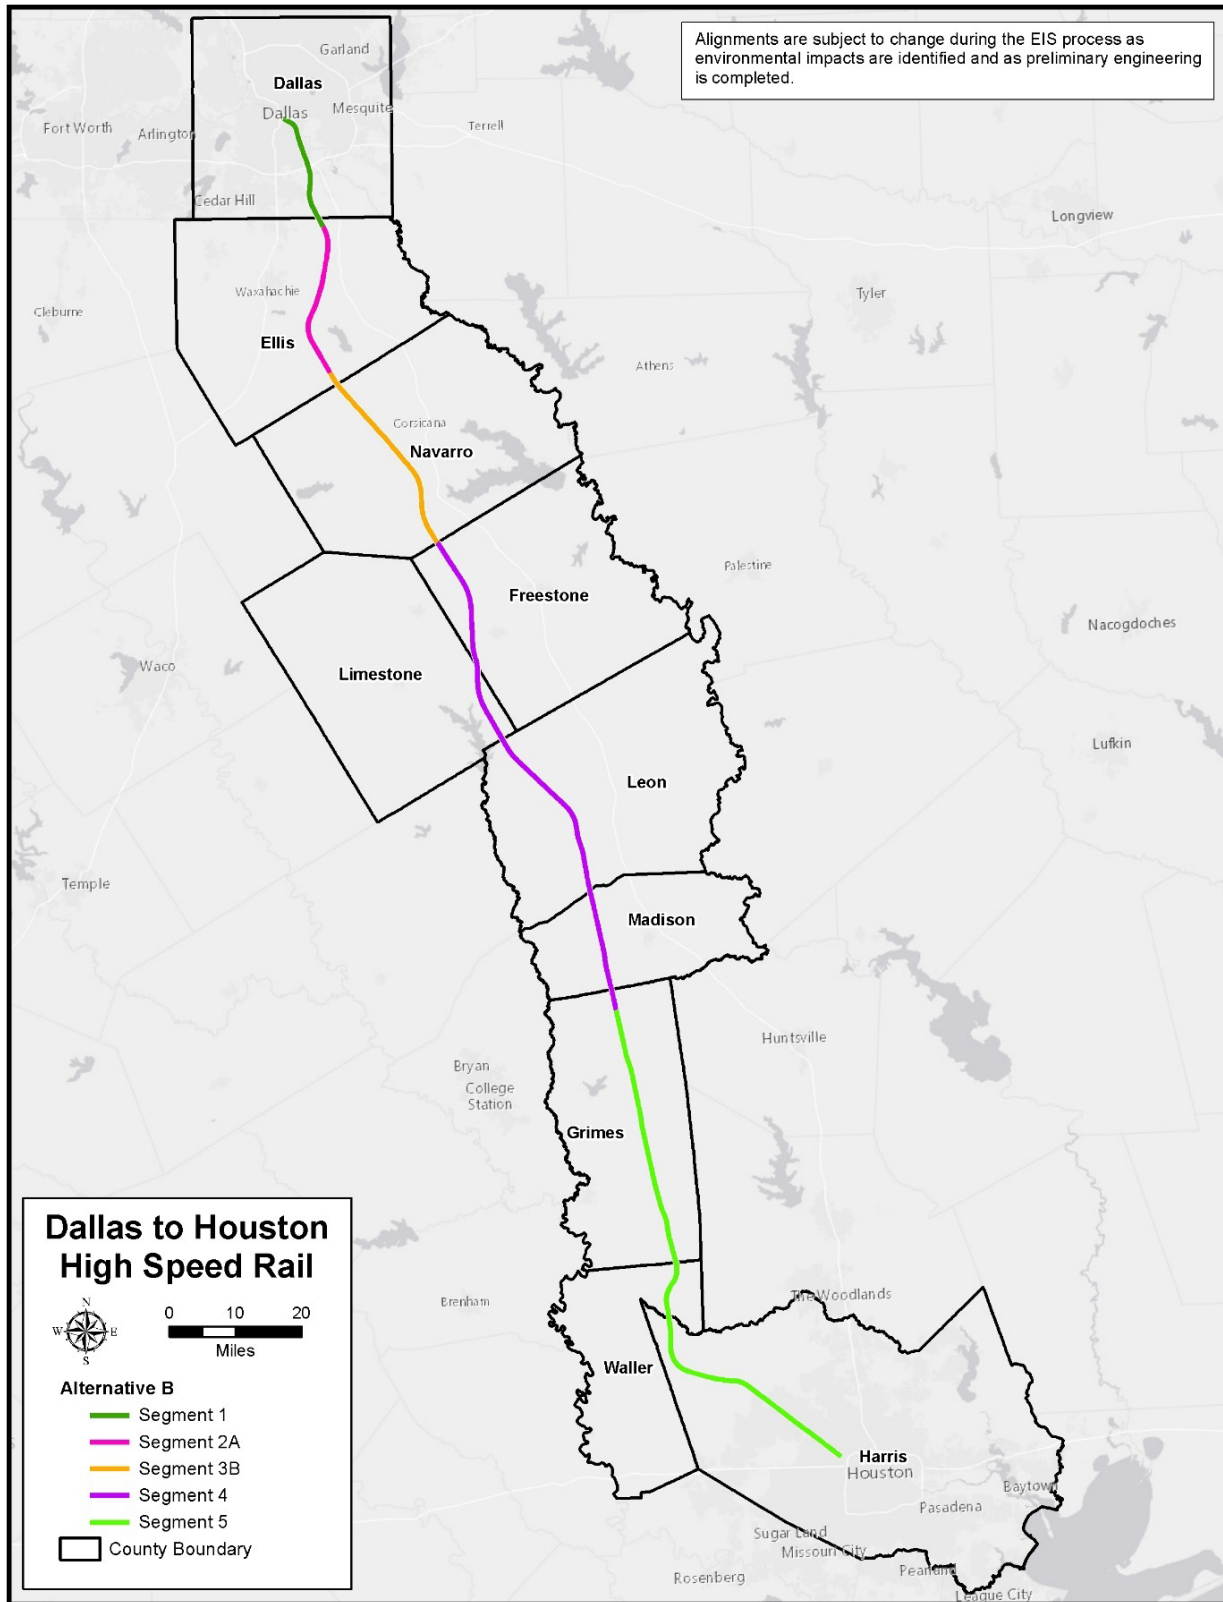 Alignments are subject to change during the EIS process as
environmental impacts are identified and as preliminary engineering
is completed.
Garland
Dallas
Dallas
Mesquite
Fort Worth
Arlington
Terrell
Cedar Hill
Longview
Waxahachie
Tyler
Cleburne
Ellis
Athens
Corsicana
Navarro
Palestine
Freestone
Nacogdoches
Waco
Limestone
Lufkin
Leon
Temple
Madison
Huntsville
Bryan
College
Station
Grimes
Brenham
The Woodlands
Waller
Harris
Houston
Baytown
Pasadena
Sugar Land
Missouri City
Pearland
Rosenberg
League City
Dallas to Houston
High Speed Rail
N
W E
S
0 10 20
Miles
Alternative B
Segment 1
Segment 2A
Segment 3B
Segment 4
Segment 5
County Boundary